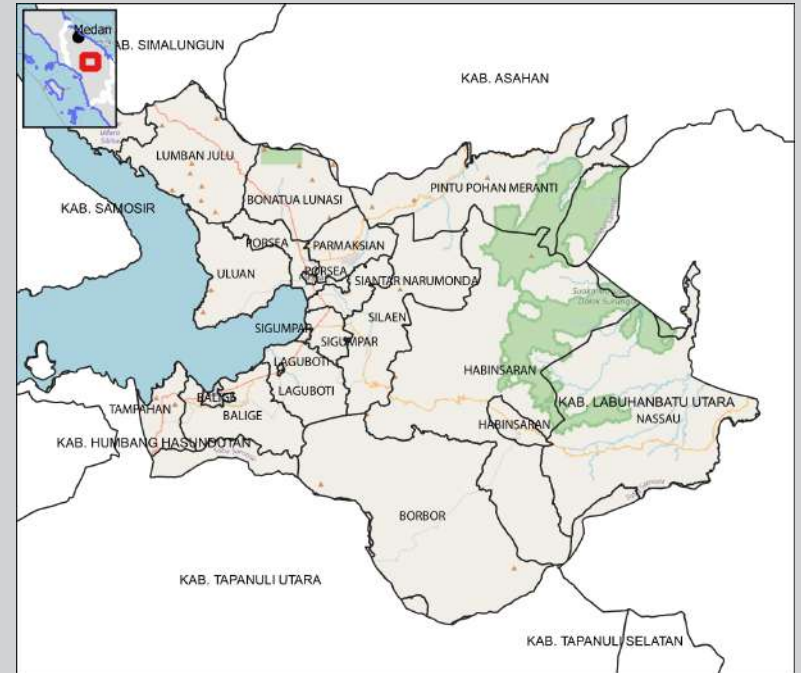 Medan
KAB. SIMALUNGUN
KAB. ASAHAN
LUMBAN JULU
PINTU POHAN MERANTI
BONATUA LUNASI
KAB. SAMOSIR
PORSEA
PARMAKSIAN
ULUAN
PORSEA
SIANTAR NARUMONDA
SILAEN
SIGUMPAR
SIGUMPAR
LAGUBOTI
HABINSARAN
LAGUBOTI
BALIGE
KAB. LABUHANBATU UTARA
TAMPAHAN
BALIGE
NASSAU
HABINSARAN
KAB. HUMBANG HASUNDUTAN
BORBOR
KAB. TAPANULI UTARA
KAB. TAPANULI SELATAN